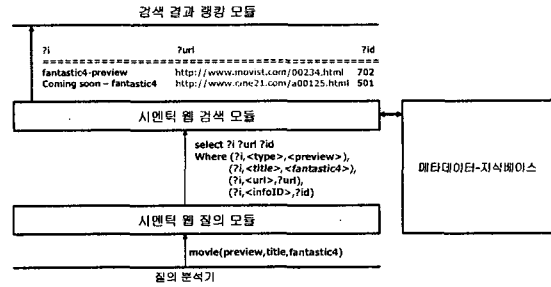 검색 결과 랭킹 모듈
?i ?url ?id
fantastic4-preview http://www.movist.com/00234.html 702
Coming soon – fantastic4 http://www.cine21.com/a00125.html 501
시멘틱 웹 검색 모듈
select ?i ?url ?id
Where (?i,<type>,<preview>),
(?i,<title>,<fantastic4>),
(?i,<url>,?url),
(?i,<infoID>,?id)
메타데이터-지식베이스
시멘틱 웹 질의 모듈
movie(preview,title,fantastic4)
질의 분석기